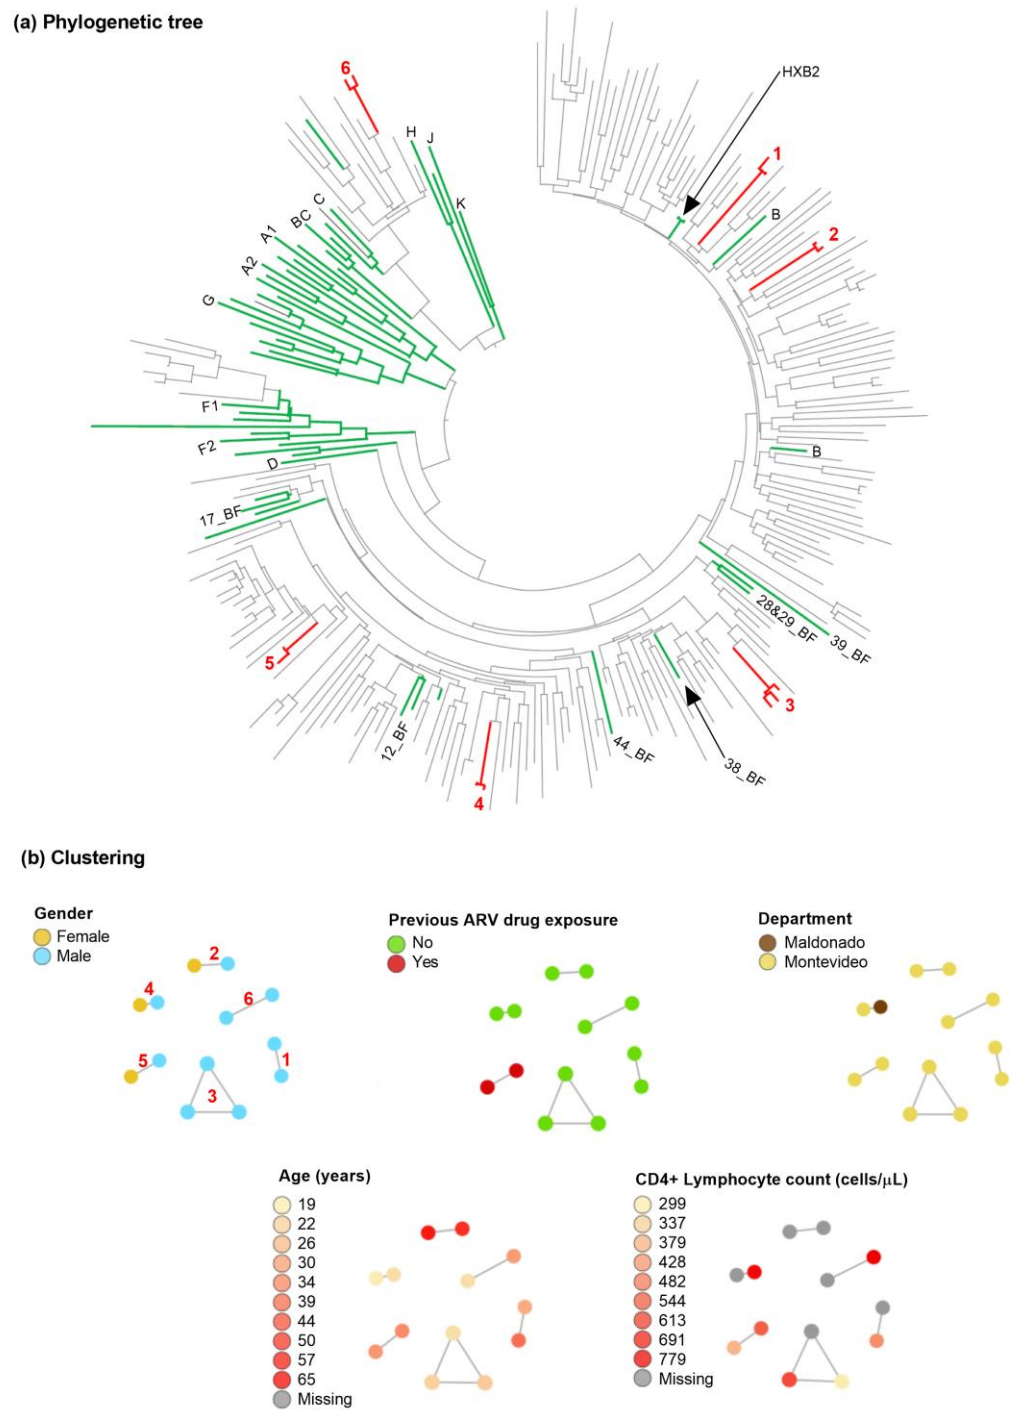 (a) Phylogenetic tree
6
HXB2
H J
1
K
C
BC
B
A1
2
A2
G
F1
F2
B
D
17_BF
28&29_BF
39_BF
5
3
12_BF
44_BF
38_BF
4
(b) Clustering
Gender
Female
Male
2
4
6
5
1
3
Previous ARV drug exposure
No
Yes
Department
Maldonado
Montevideo
Age (years)
19
22
26
30
34
39
44
50
57
65
Missing
CD4+ Lymphocyte count (cells/μL)
299
337
379
428
482
544
613
691
779
Missing